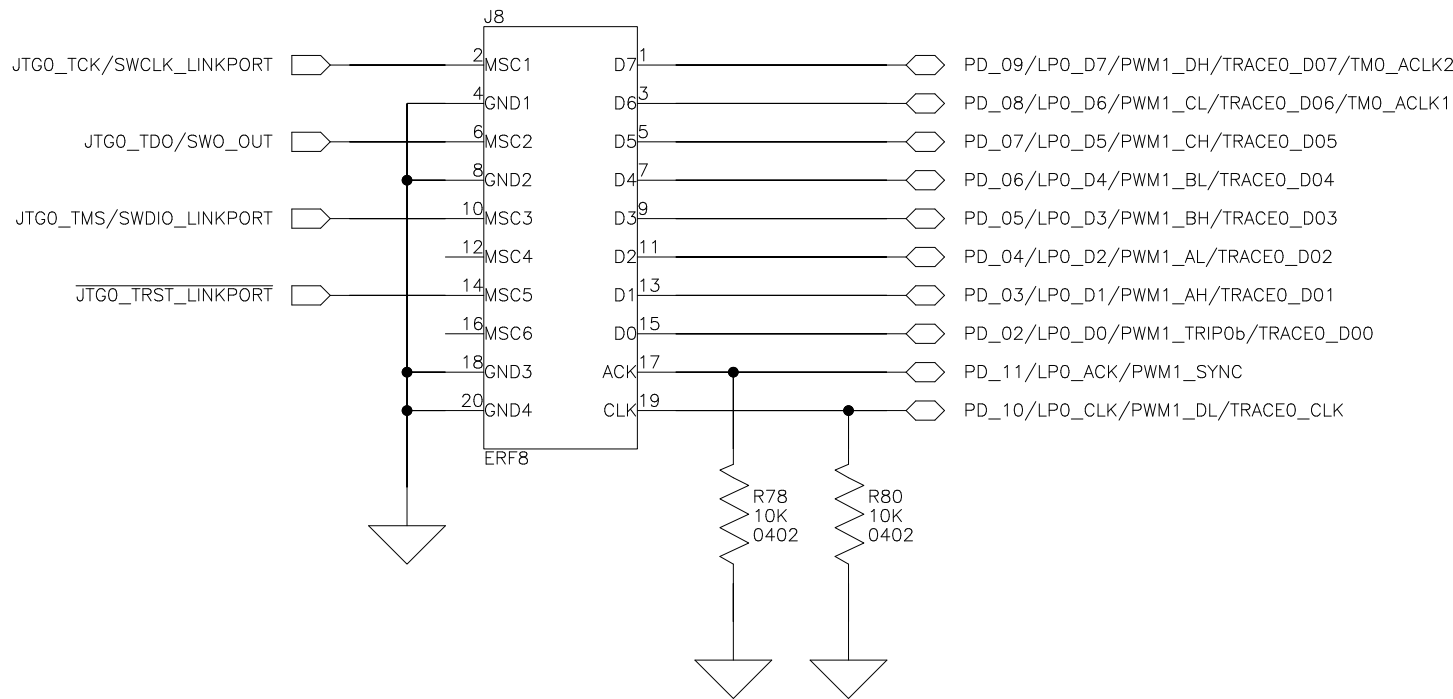 J8
JTG0_TCK/SWCLK_LINKPORT 2 MSC1 D7 1 PD_09/LP0_D7/PWM1_DH/TRACE0_D07/TM0_ACLK2
4 GND1 D6 3 PD_08/LP0_D6/PWM1_CL/TRACE0_D06/TM0_ACLK1
JTG0_TDO/SWO_OUT 6 MSC2 D5 5 PD_07/LP0_D5/PWM1_CH/TRACE0_D05
8 GND2 D4 7 PD_06/LP0_D4/PWM1_BL/TRACE0_D04
JTG0_TMS/SWDIO_LINKPORT 10 MSC3 D3 9 PD_05/LP0_D3/PWM1_BH/TRACE0_D03
12 MSC4 D2 11 PD_04/LP0_D2/PWM1_AL/TRACE0_D02
JTG0_TRST_LINKPORT 14 MSC5 D1 13 PD_03/LP0_D1/PWM1_AH/TRACE0_D01
16 MSC6 D0 15 PD_02/LP0_D0/PWM1_TRIP0b/TRACE0_D00
18 GND3 ACK 17 PD_11/LP0_ACK/PWM1_SYNC
20 GND4 CLK 19 PD_10/LP0_CLK/PWM1_DL/TRACE0_CLK
ERF8
R78
10K
0402
R80
10K
0402